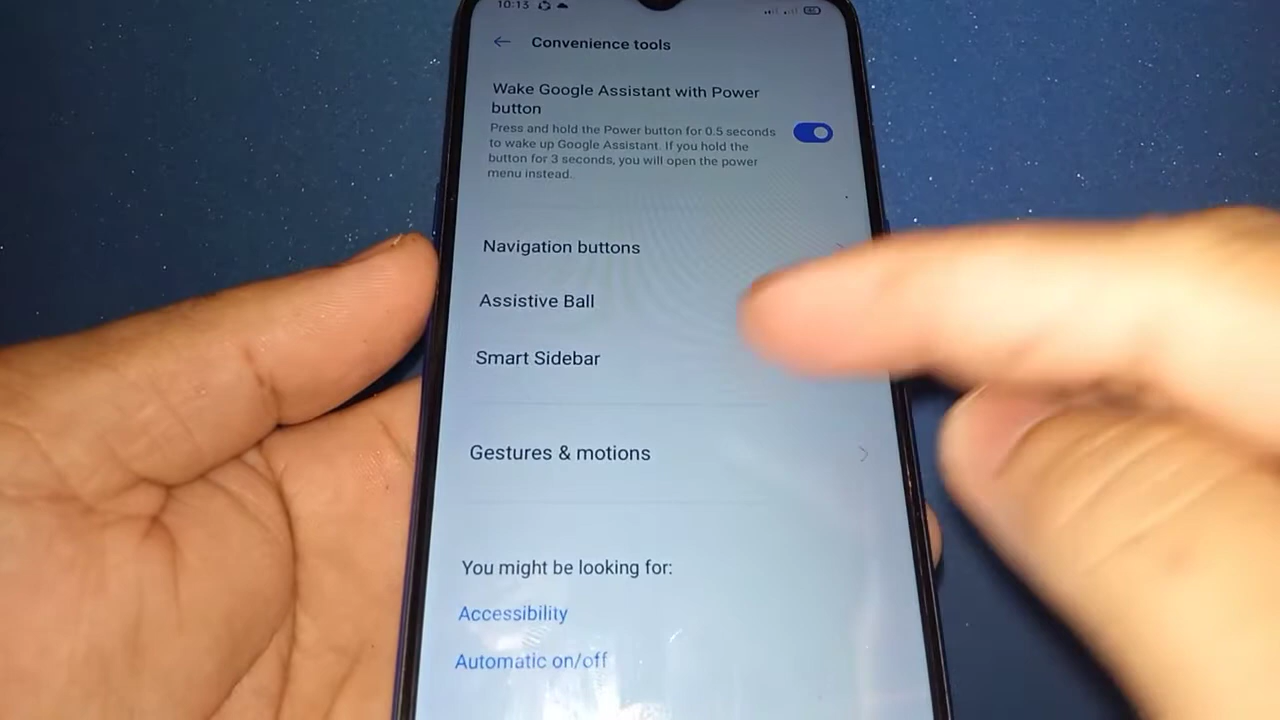 10:13
Convenience tools
Wake Google Assistant with Power
button
Press and hold the Power button for 0.5 seconds
to wake up Google Assistant. If you hold the
button for 3 seconds, you will open the power
menu instead.
Navigation buttons
Assistive Ball
Smart Sidebar
Gestures & motions
You might be looking for:
Accessibility
Automatic on/off